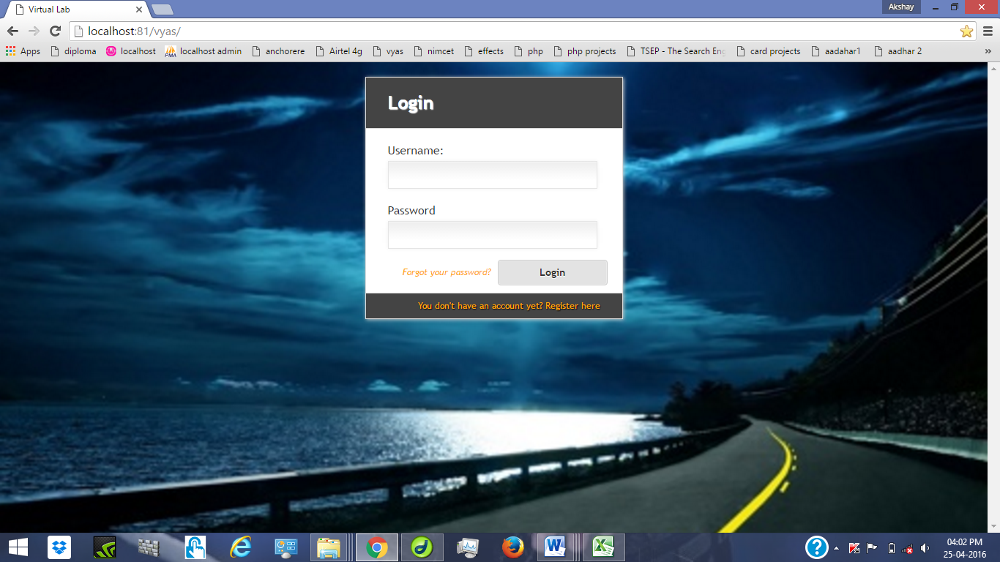 Virtual Lab
Akshay
localhost:81/vyas/
Apps diploma localhost PMA localhost admin anchorere Airtel 4g vyas nimcet effects php php projects TSEP - The Search Eng card projects aadahar1 aadhar 2 »
Login
Username:
Password
Forgot your password? Login
You don't have an account yet? Register here
04:02 PM
25-04-2016